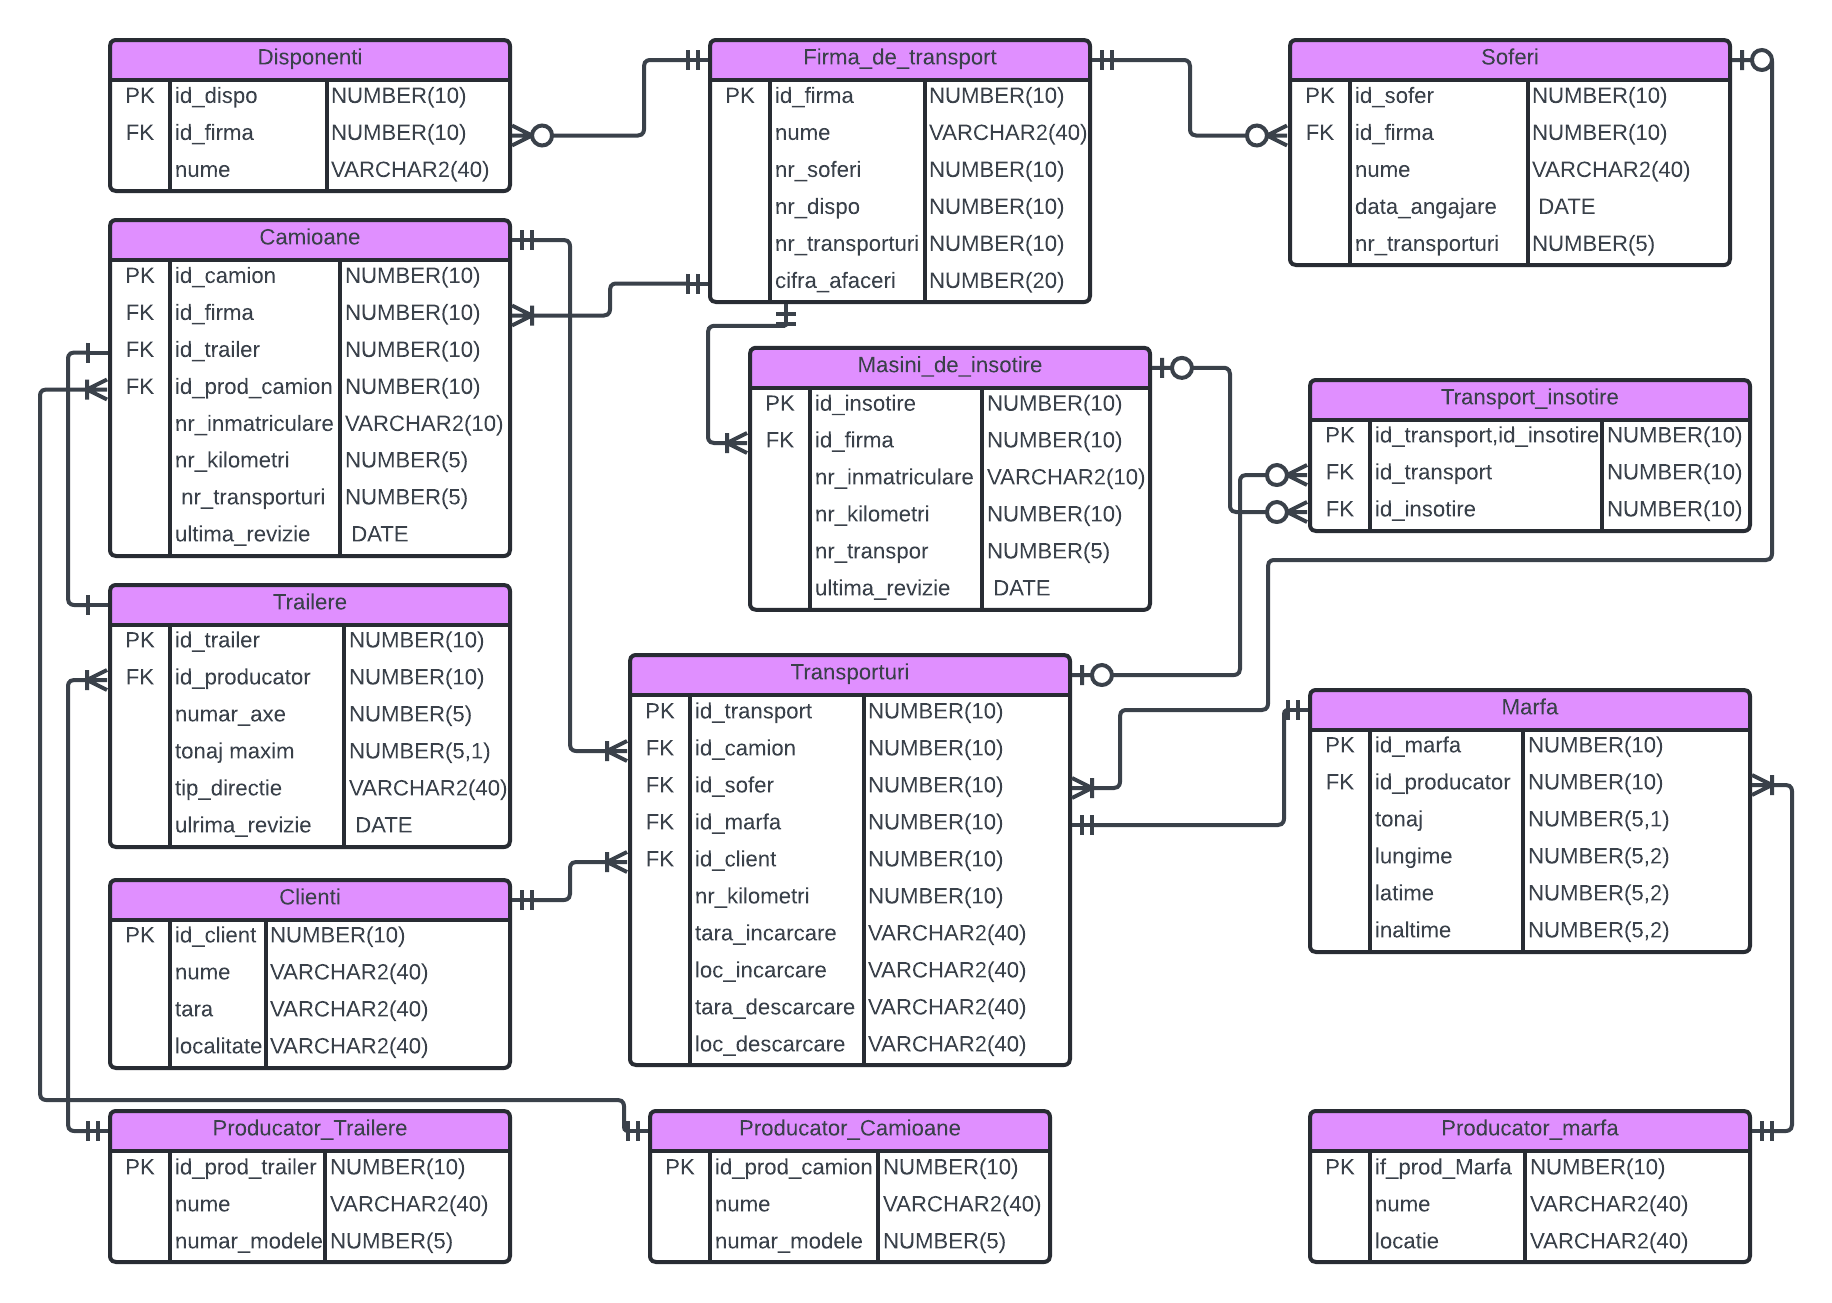 Disponenti
PK id_dispo NUMBER(10)
FK id_firma NUMBER(10)
nume VARCHAR2(40)
Firma_de_transport
PK id_firma NUMBER(10)
nume VARCHAR2(40)
nr_soferi NUMBER(10)
nr_dispo NUMBER(10)
nr_transporturi NUMBER(10)
cifra_afaceri NUMBER(20)
Soferi
PK id_sofer NUMBER(10)
FK id_firma NUMBER(10)
nume VARCHAR2(40)
data_angajare DATE
nr_transporturi NUMBER(5)
Camioane
PK id_camion NUMBER(10)
FK id_firma NUMBER(10)
FK id_trailer NUMBER(10)
FK id_prod_camion NUMBER(10)
nr_inmatriculare VARCHAR2(10)
nr_kilometri NUMBER(5)
nr_transporturi NUMBER(5)
ultima_revizie DATE
Masini_de_insotire
PK id_insotire NUMBER(10)
FK id_firma NUMBER(10)
nr_inmatriculare VARCHAR2(10)
nr_kilometri NUMBER(10)
nr_transpor NUMBER(5)
ultima_revizie DATE
Transport_insotire
PK id_transport,id_insotire NUMBER(10)
FK id_transport NUMBER(10)
FK id_insotire NUMBER(10)
Trailere
PK id_trailer NUMBER(10)
FK id_producator NUMBER(10)
numar_axe NUMBER(5)
tonaj maxim NUMBER(5,1)
tip_directie VARCHAR2(40)
ulrima_revizie DATE
Transporturi
PK id_transport NUMBER(10)
FK id_camion NUMBER(10)
FK id_sofer NUMBER(10)
FK id_marfa NUMBER(10)
FK id_client NUMBER(10)
nr_kilometri NUMBER(10)
tara_incarcare VARCHAR2(40)
loc_incarcare VARCHAR2(40)
tara_descarcare VARCHAR2(40)
loc_descarcare VARCHAR2(40)
Marfa
PK id_marfa NUMBER(10)
FK id_producator NUMBER(10)
tonaj NUMBER(5,1)
lungime NUMBER(5,2)
latime NUMBER(5,2)
inaltime NUMBER(5,2)
Clienti
PK id_client NUMBER(10)
nume VARCHAR2(40)
tara VARCHAR2(40)
localitate VARCHAR2(40)
Producator_Trailere
PK id_prod_trailer NUMBER(10)
nume VARCHAR2(40)
numar_modele NUMBER(5)
Producator_Camioane
PK id_prod_camion NUMBER(10)
nume VARCHAR2(40)
numar_modele NUMBER(5)
Producator_marfa
PK if_prod_Marfa NUMBER(10)
nume VARCHAR2(40)
locatie VARCHAR2(40)